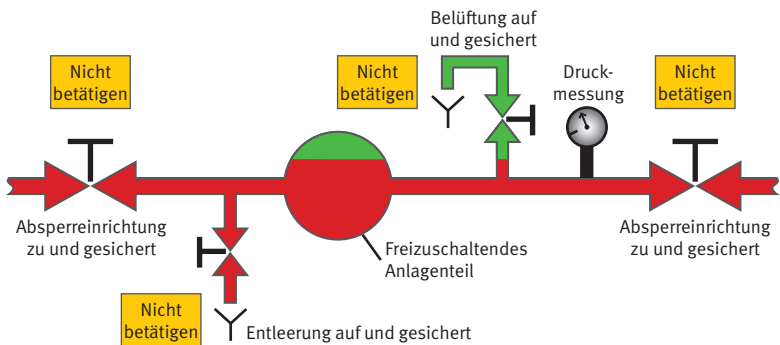 Belüftung auf
und gesichert
Nicht
betätigen
Nicht
betätigen
Druck-
messung
Nicht
betätigen
Absperreinrichtung
zu und gesichert
Freizuschaltendes
Anlagenteil
Absperreinrichtung
zu und gesichert
Nicht
betätigen
Entleerung auf und gesichert